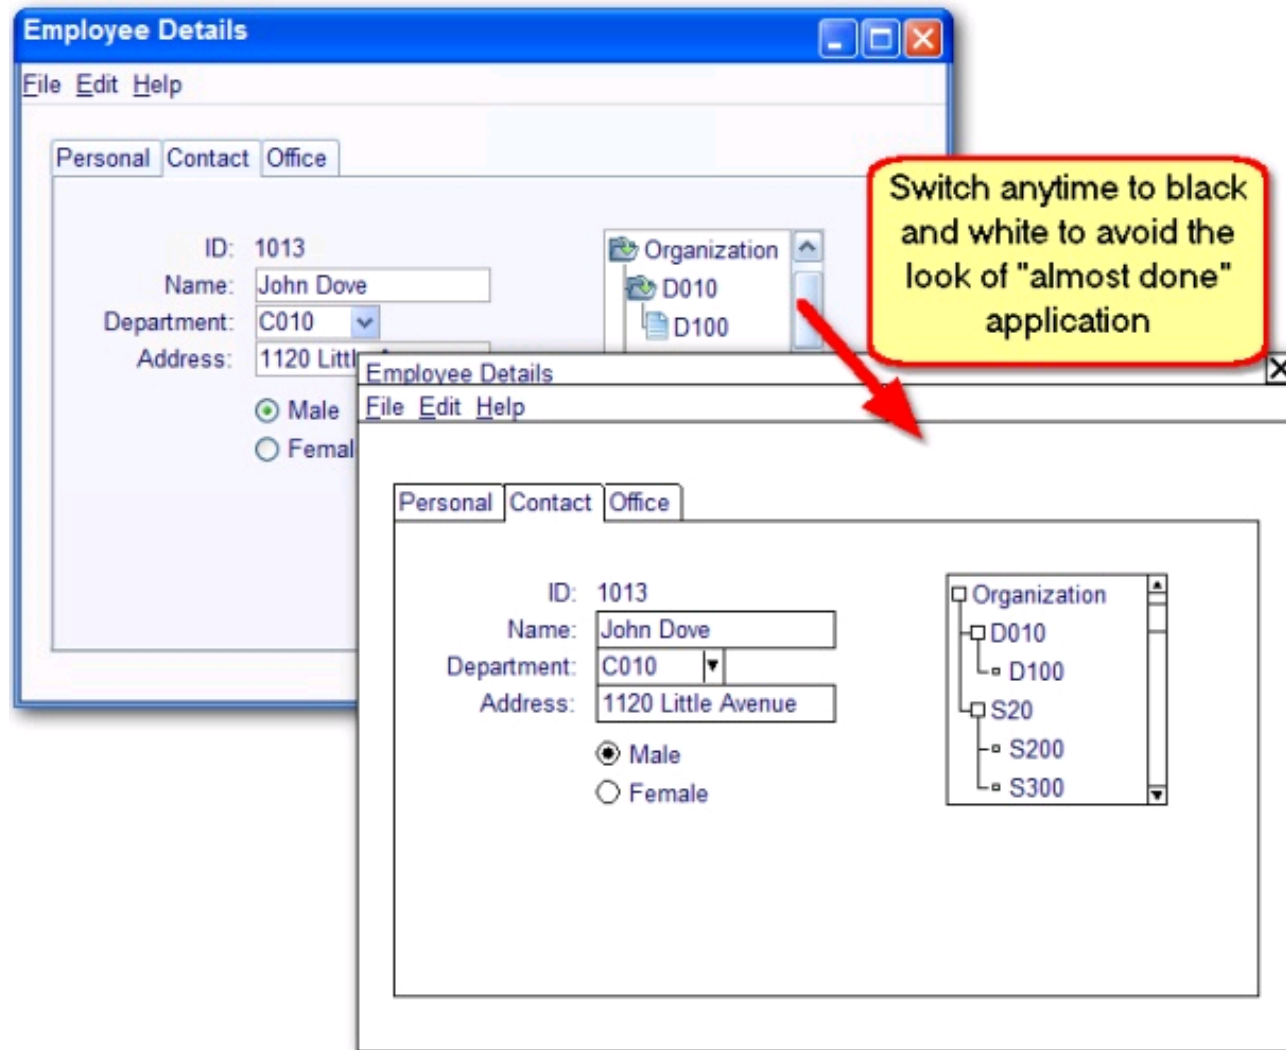 Employee Details
File Edit Help
Personal Contact Office
ID: 1013
Name: John Dove
Department: C010
Address: 1120
Male
Organization
D010
D100
Switch anytime to black
and white to avoid the
look of "almost done"
application
Employee Details
File Edit Help
Personal Contact Office
ID: 1013
Name: John Dove
Department: C010
Address: 1120 Little Avenue
Male
Female
Organization
D010
D100
S20
S200
S300